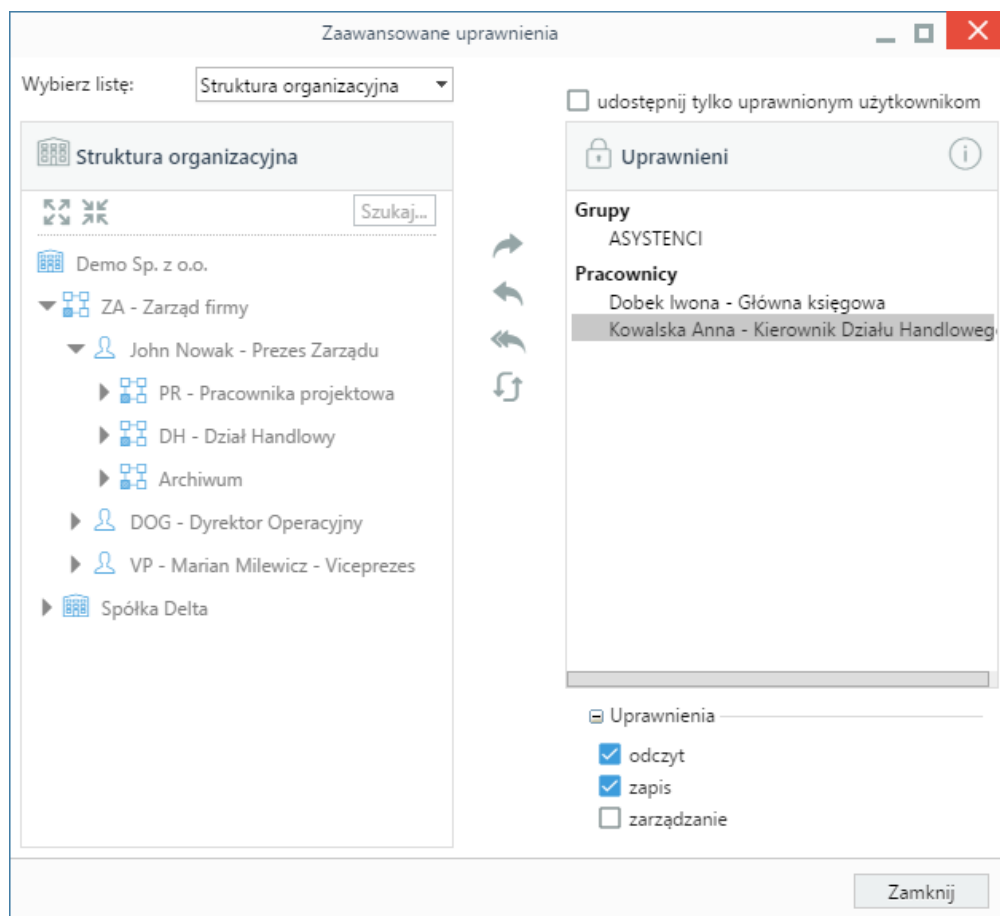 Zaawansowane uprawnienia
Wybierz listę:
Struktura organizacyjna
udostępnij tylko uprawnionym użytkownikom
Struktura organizacyjna
Szukaj...
Demo Sp. z o.o.
ZA - Zarząd firmy
John Nowak - Prezes Zarządu
PR - Pracownika projektowa
DH - Dział Handlowy
Archiwum
DOG - Dyrektor Operacyjny
VP - Marian Milewicz - Viceprezes
Spółka Delta
Uprawnieni
Grupy
ASYSTENCI
Pracownicy
Dobek Iwona - Główna księgowa
Kowalska Anna - Kierownik Działu Handloweg
Uprawnienia
odczyt
zapis
zarządzanie
Zamknij